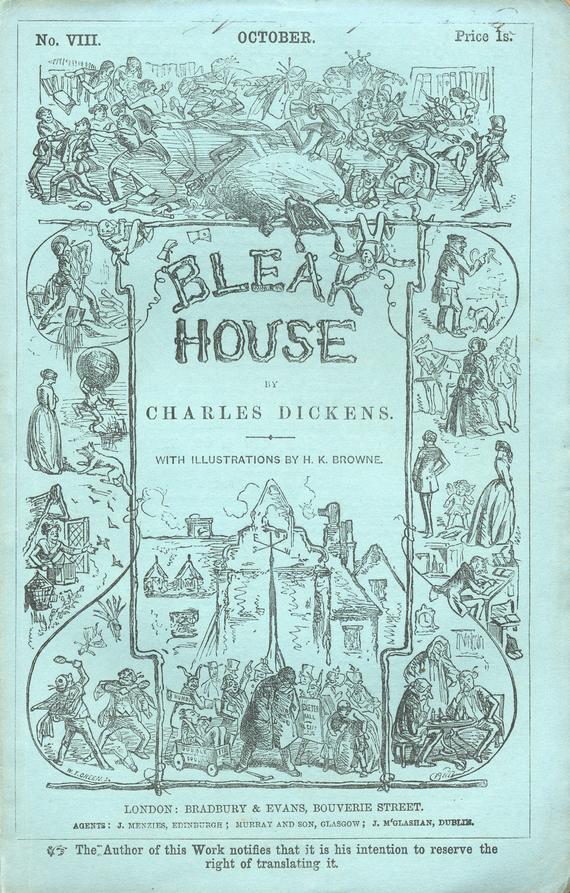 No. VIII. OCTOBER. Price 1s.
BLEAK
HOUSE
BY
CHARLES DICKENS.
WITH ILLUSTRATIONS BY H. K. BROWNE.
EXETER
HALL
LONDON: BRADBURY & EVANS, BOUVERIE STREET.
AGENTS: J. MENZIES, EDINBURGH; MURRAY AND SON, GLASGOW; J. M'GLASHAN, DUBLIN.
☞ The Author of this Work notifies that it is his intention to reserve the
right of translating it.